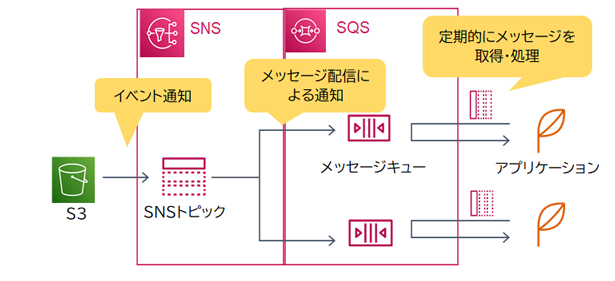 SNS
SQS
定期的にメッセージを
取得・処理
イベント通知
メッセージ配信に
よる通知
S3
SNSトピック
メッセージキュー
アプリケーション